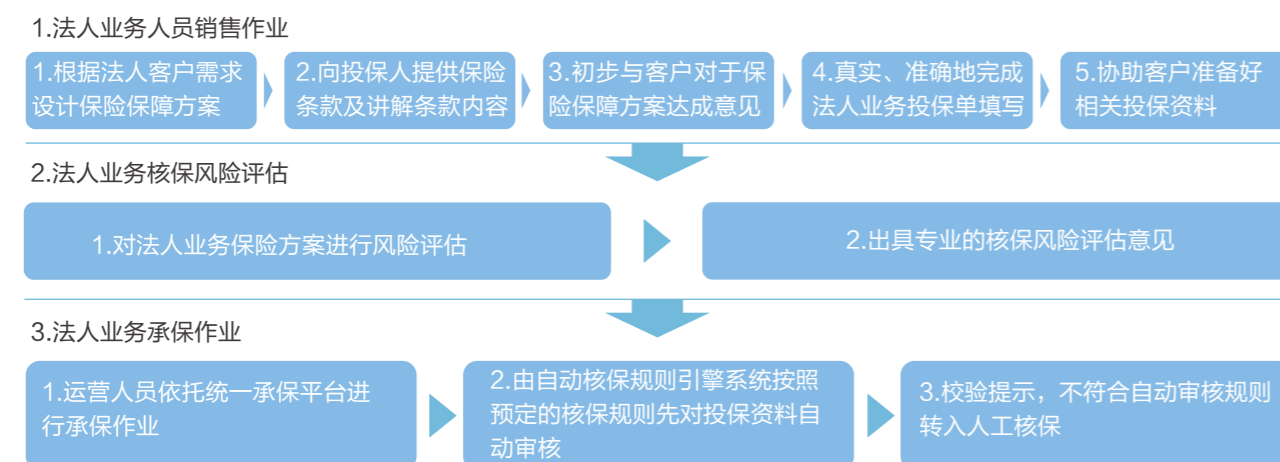 1.法人业务人员销售作业
1.根据法人客户需求
设计保险保障方案
2.向投保人提供保险
条款及讲解条款内容
3.初步与客户对于保
险保障方案达成意见
4.真实、准确地完成
法人业务投保单填写
5.协助客户准备好
相关投保资料
2.法人业务核保风险评估
1.对法人业务保险方案进行风险评估
2.出具专业的核保风险评估意见
3.法人业务承保作业
1.运营人员依托统一承保平台进
行承保作业
2.由自动核保规则引擎系统按照
预定的核保规则先对投保资料自
动审核
3.校验提示，不符合自动审核规则
转入人工核保